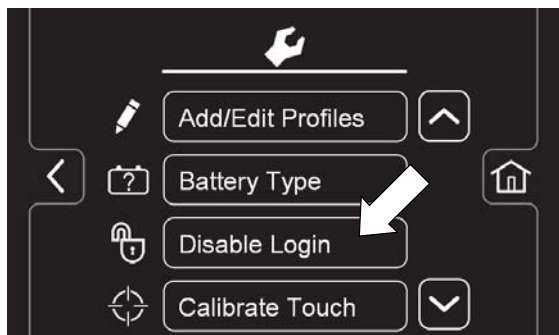 Add/Edit Profiles
Battery Type
Disable Login
Calibrate Touch